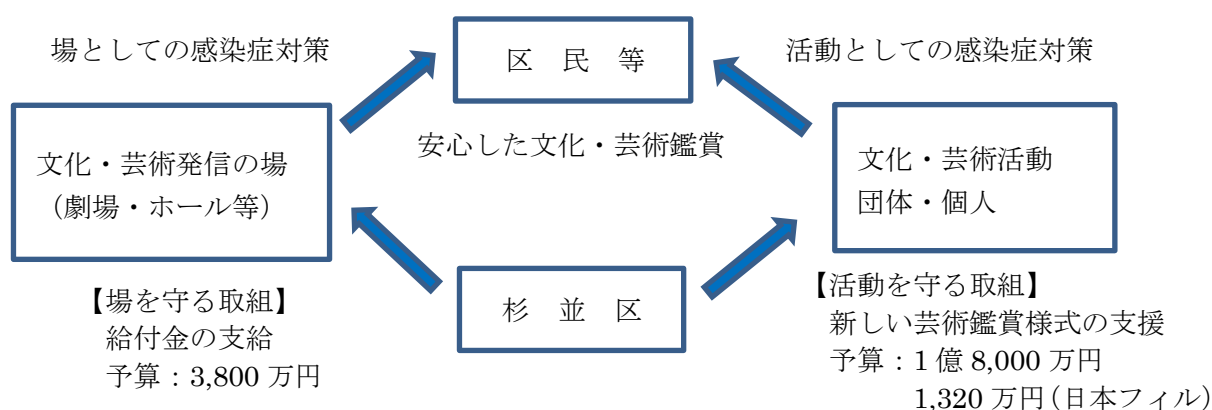 場としての感染症対策
区 民 等
活動としての感染症対策
安心した文化・芸術鑑賞
文化・芸術発信の場
(劇場・ホール等)
文化・芸術活動
団体・個人
【場を守る取組】
給付金の支給
予算:3,800 万円
杉 並 区
【活動を守る取組】
新しい芸術鑑賞様式の支援
予算:1 億 8,000 万円
1,320 万円(日本フィル)